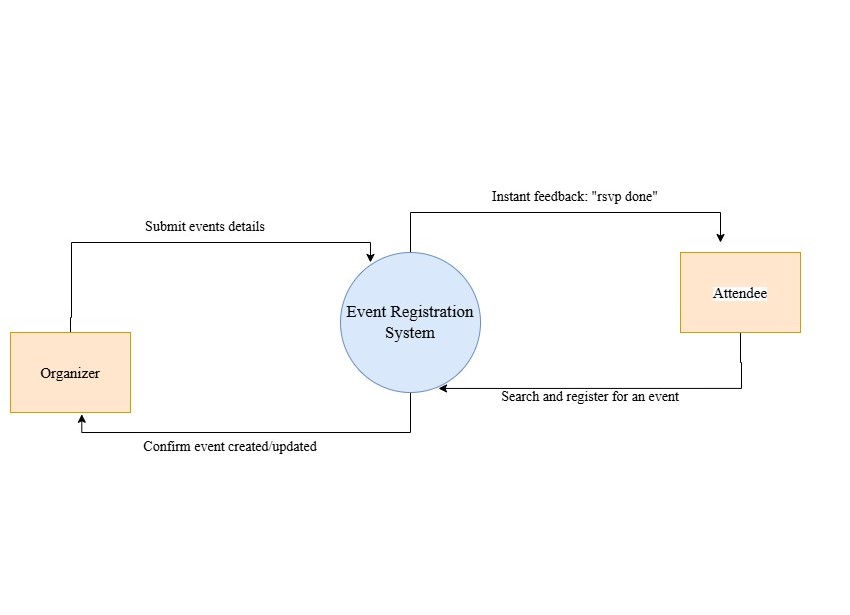 Instant feedback: "rsvp done"
Submit events details
Event Registration
System
Attendee
Organizer
Search and register for an event
Confirm event created/updated